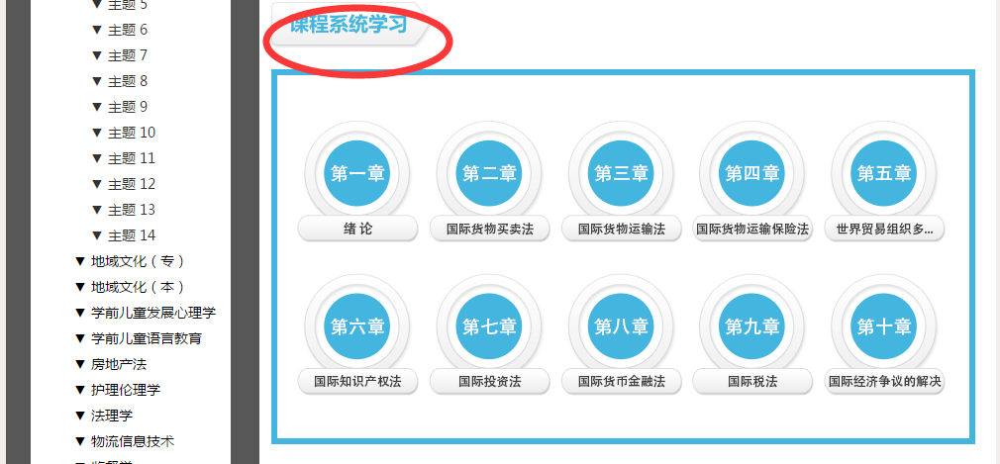 ▼ 主题 5
▼ 主题 6
▼ 主题 7
▼ 主题 8
▼ 主题 9
▼ 主题 10
▼ 主题 11
▼ 主题 12
▼ 主题 13
▼ 主题 14
▼ 地域文化（专）
▼ 地域文化（本）
▼ 学前儿童发展心理学
▼ 学前儿童语言教育
▼ 房地产法
▼ 护理伦理学
▼ 法理学
▼ 物流信息技术
课程系统学习
第一章 第二章 第三章 第四章 第五章
绪 论 国际货物买卖法 国际货物运输法 国际货物运输保险法 世界贸易组织多...
第六章 第七章 第八章 第九章 第十章
国际知识产权法 国际投资法 国际货币金融法 国际税法 国际经济争议的解决